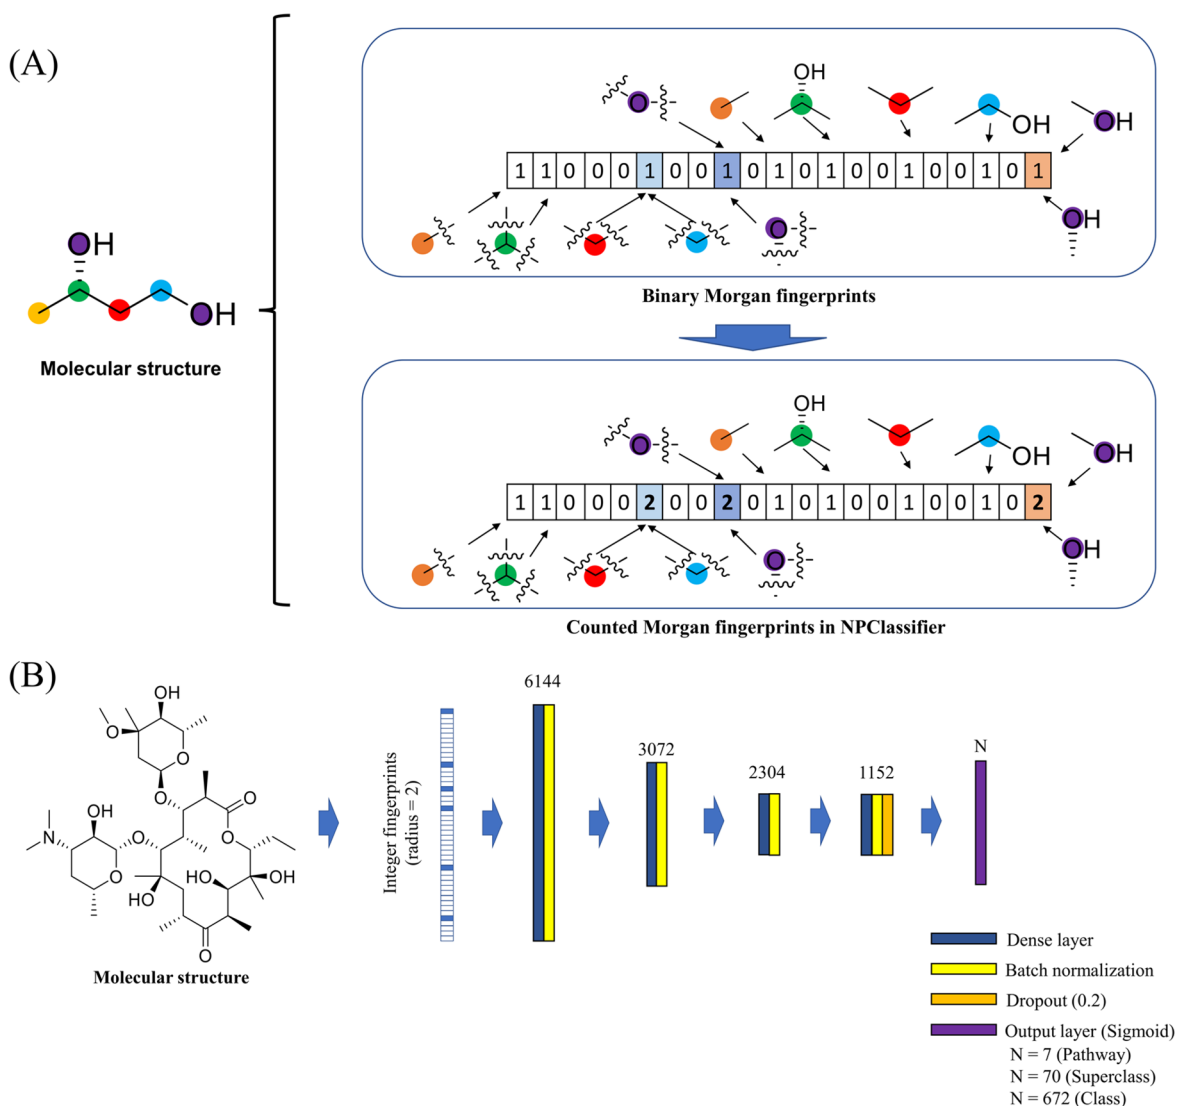 (A)
OH
O
OH
OH
1 1 0 0 0 1 0 0 1 0 1 0 1 0 0 1 0 0 1 0 1
O
OH
OH
OH
Molecular structure
Binary Morgan fingerprints
OH
O
OH
OH
1 1 0 0 0 2 0 0 2 0 1 0 1 0 0 1 0 0 1 0 2
O
OH
Counted Morgan fingerprints in NPClassifier
(B)
6144
OH
O
O
3072
N
2304
1152
O
O
OH
N
O
O
O
HO
OH
HO
O
Integer fingerprints
(radius = 2)
Molecular structure
Dense layer
Batch normalization
Dropout (0.2)
Output layer (Sigmoid)
N = 7 (Pathway)
N = 70 (Superclass)
N = 672 (Class)